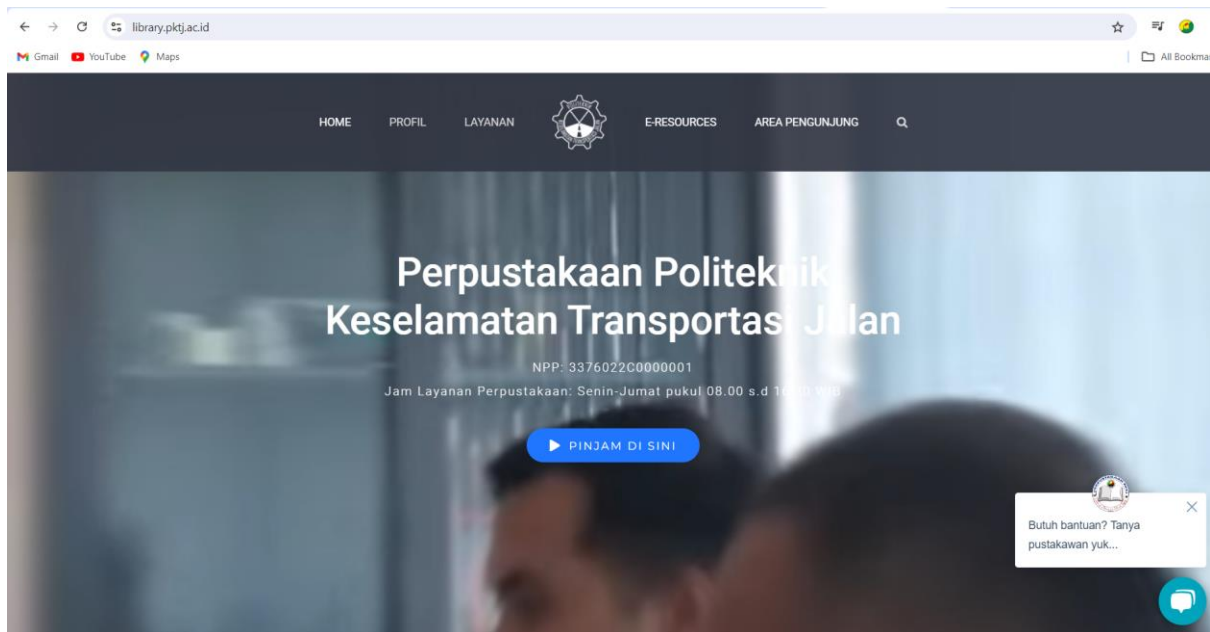 library.pktj.ac.id
Gmail YouTube Maps
All Bookma
HOME PROFIL LAYANAN E-RESOURCES AREA PENGUNJUNG
Perpustakaan Politeknik
Keselamatan Transportasi Jalan
NPP: 3376022C0000001
Jam Layanan Perpustakaan: Senin-Jumat pukul 08.00 s.d WIB
PINJAM DI SINI
Butuh bantuan? Tanya
pustakawan yuk...